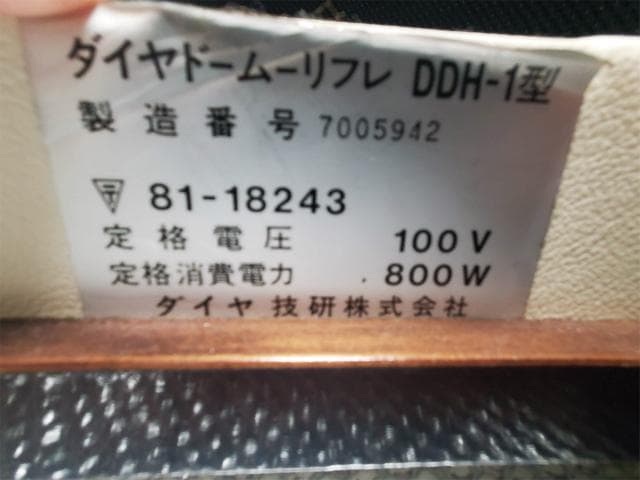 ダイヤドームーリフレ DDH-1型
製造番号 7005942
〒 81-18243
定格電圧 100V
定格消費電力 800W
ダイヤ技研株式会社